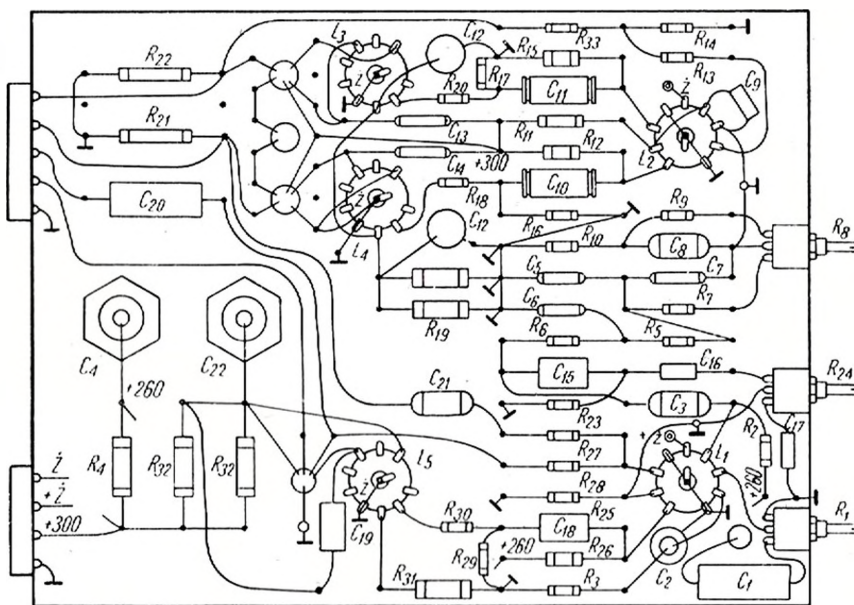 R22
L3
C12
R15
R33
R14
R13
C9
Ż
R17
R20
C11
Ż
R21
C13
R11
R12
L2
C14
+300
C20
Ż
R18
C10
R16
R9
R8
C12
R10
C8
C7
L4
C5
R7
R19
C6
R6
R5
C4
C22
C15
C16
R24
+260
C21
R23
C3
R2
C17
+Ż
L1
R4
R32
R32
L5
R27
Ż
R28
+260
Ż
+Ż
+300
C19
R30
C18
R25
R1
R29
+260
R26
C2
R31
R3
C1